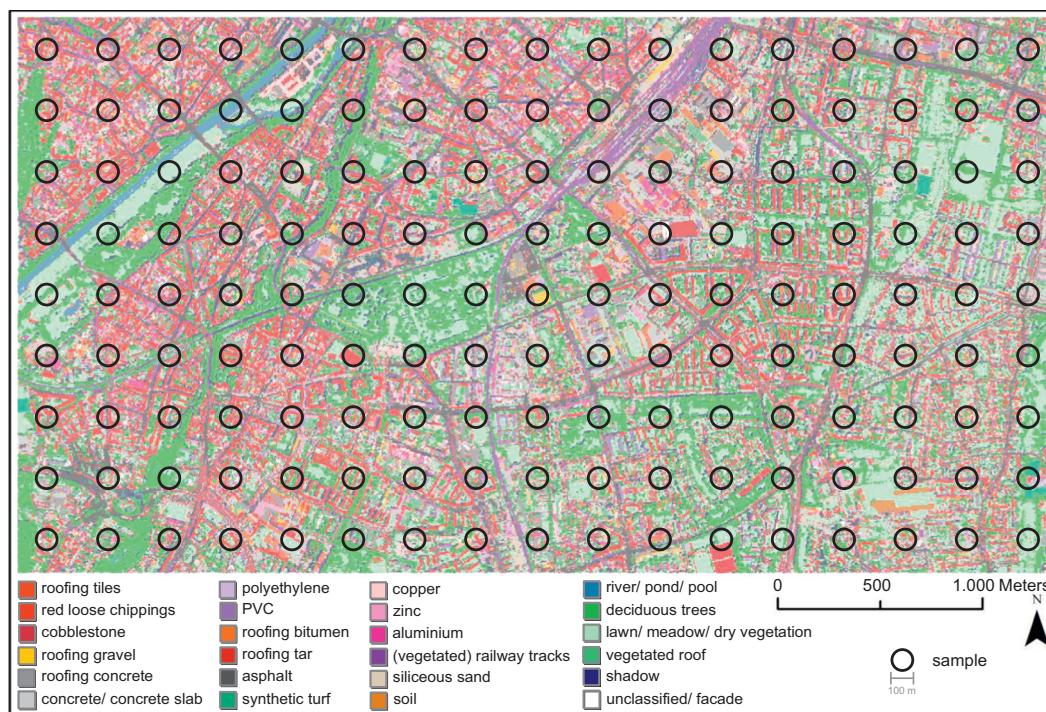 roofing tiles
red loose chippings
cobblestone
roofing gravel
roofing concrete
concrete/ concrete slab
polyethylene
PVC
roofing bitumen
roofing tar
asphalt
synthetic turf
copper
zinc
aluminium
(vegetated) railway tracks
siliceous sand
soil
river/ pond/ pool
deciduous trees
lawn/ meadow/ dry vegetation
vegetated roof
shadow
unclassified/ facade
0 500 1.000 Meters
N
sample
100 m